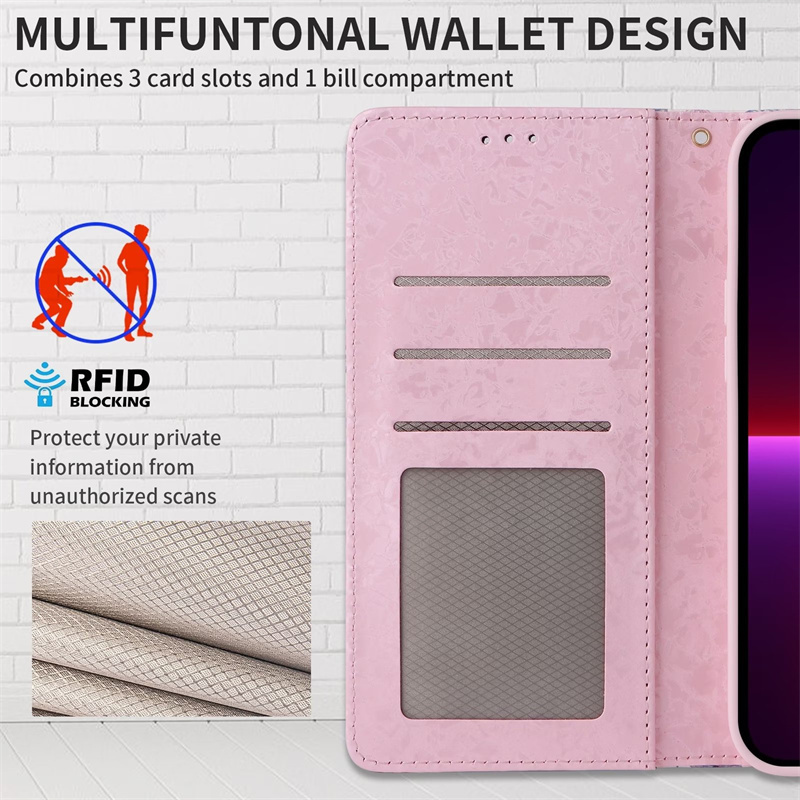 MULTIFUNTONAL WALLET DESIGN
Combines 3 card slots and 1 bill compartment
RFID
BLOCKING
Protect your private
information from
unauthorized scans